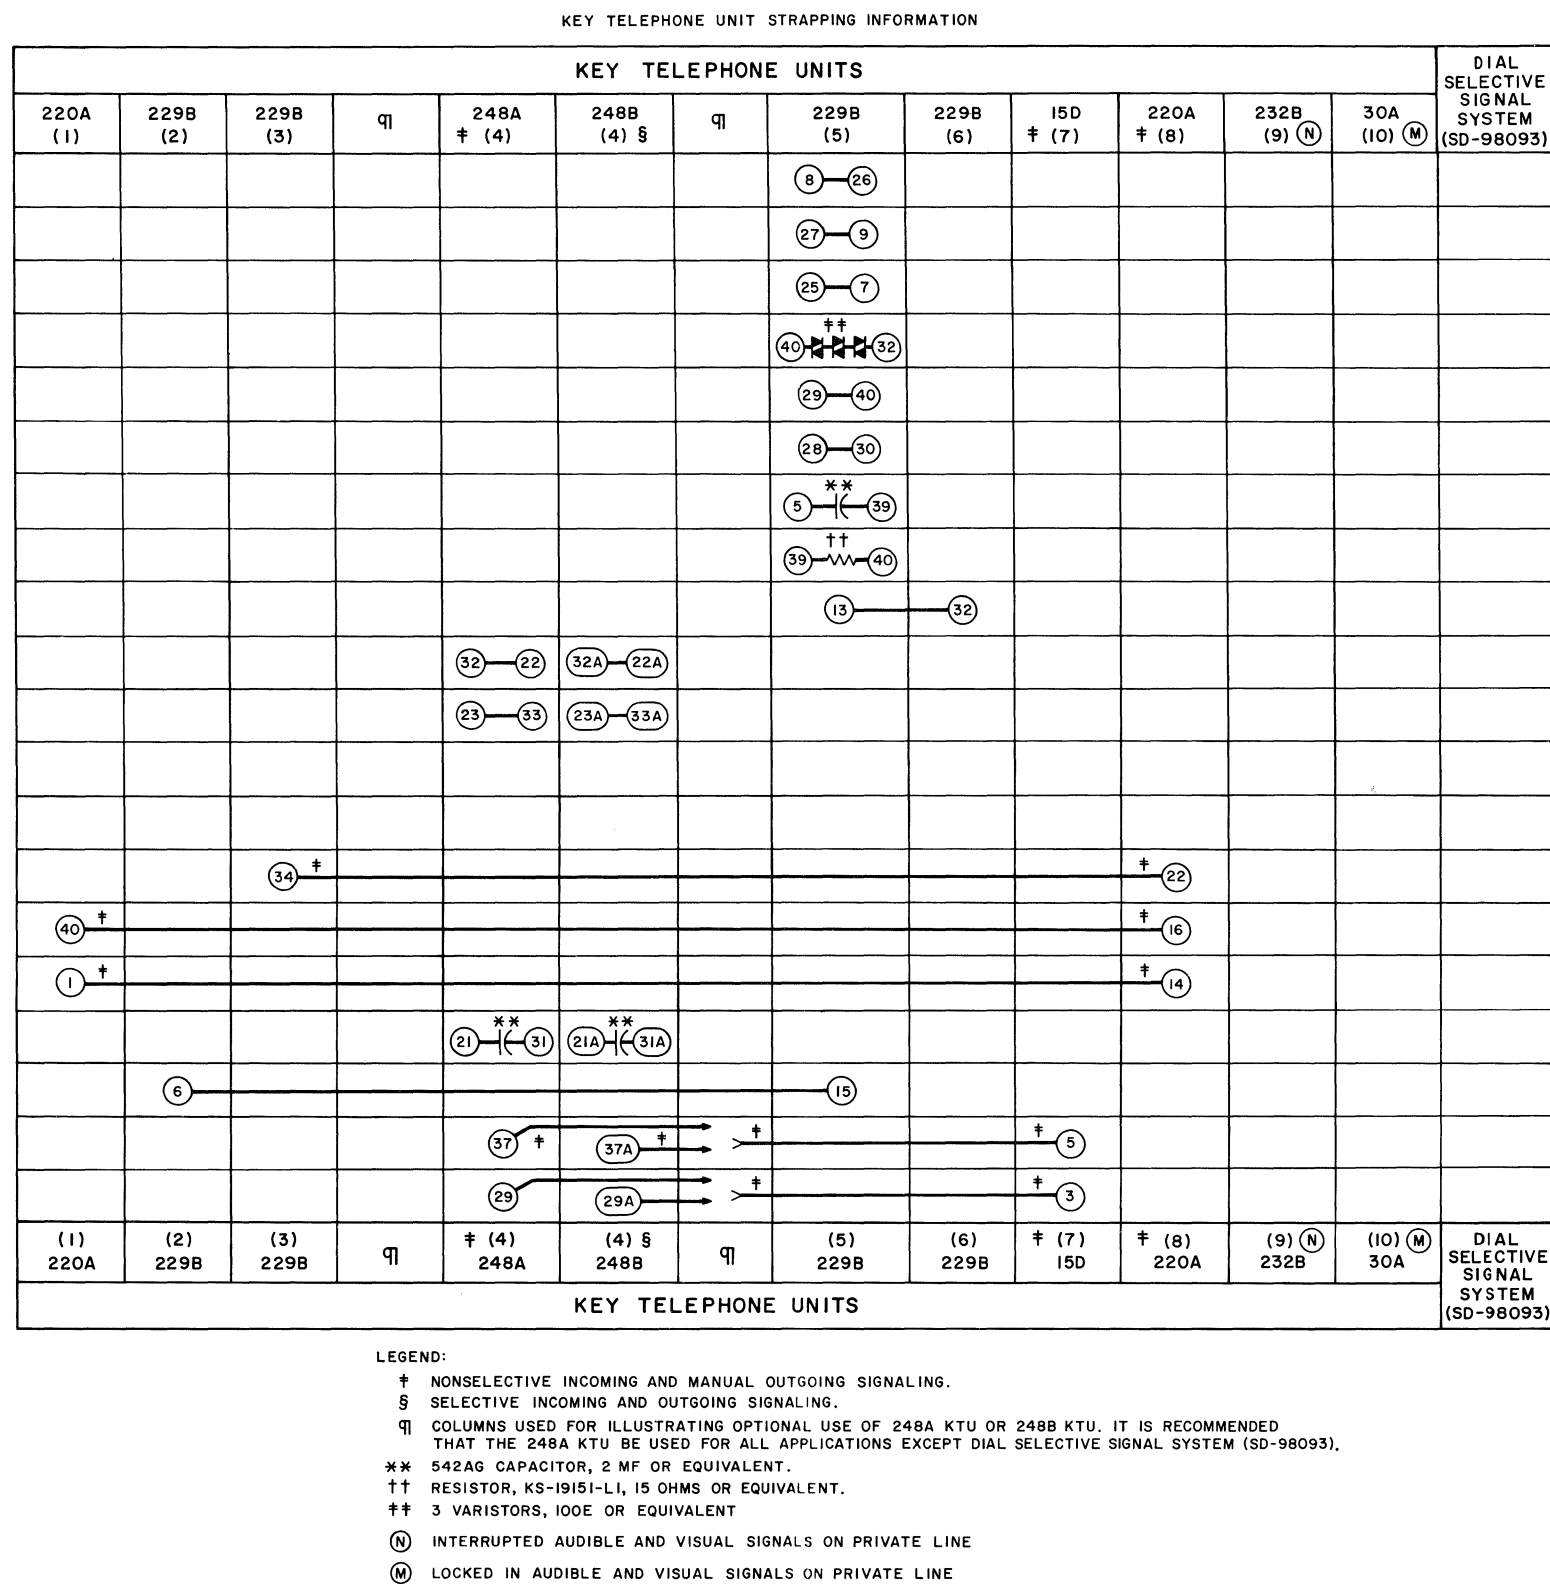 KEY TELEPHONE UNIT STRAPPING INFORMATION
KEY TELEPHONE UNITS
DIAL
SELECTIVE
SIGNAL
SYSTEM
(SD-98093)
220A 229B 229B ¶ 248A 248B ¶ 229B 229B 15D 220A 232B 30A
(1) (2) (3) ‡ (4) (4) § (5) (6) ‡ (7) ‡ (8) (9) Ⓝ (10) Ⓜ
8 26
27 9
25 7
‡‡
40 32
29 40
28 30
**
5 39
††
39 40
13 32
32 22 32A 22A
23 33 23A 33A
34 ‡ ‡ 22
40 ‡ ‡ 16
1 ‡ ‡ 14
** **
21 31 21A 31A
6 15
37 ‡ 37A ‡ ‡ ‡ 5
29 29A ‡ ‡ 3
(1) (2) (3) ¶ ‡ (4) (4) § ¶ (5) (6) ‡ (7) ‡ (8) (9) Ⓝ (10) Ⓜ
220A 229B 229B 248A 248B 229B 229B 15D 220A 232B 30A
DIAL
SELECTIVE
SIGNAL
SYSTEM
(SD-98093)
KEY TELEPHONE UNITS
LEGEND:
‡ NONSELECTIVE INCOMING AND MANUAL OUTGOING SIGNALING.
§ SELECTIVE INCOMING AND OUTGOING SIGNALING.
¶ COLUMNS USED FOR ILLUSTRATING OPTIONAL USE OF 248A KTU OR 248B KTU. IT IS RECOMMENDED
THAT THE 248A KTU BE USED FOR ALL APPLICATIONS EXCEPT DIAL SELECTIVE SIGNAL SYSTEM (SD-98093).
** 542AG CAPACITOR, 2 MF OR EQUIVALENT.
†† RESISTOR, KS-19151-L1, 15 OHMS OR EQUIVALENT.
‡‡ 3 VARISTORS, 100E OR EQUIVALENT
Ⓝ INTERRUPTED AUDIBLE AND VISUAL SIGNALS ON PRIVATE LINE
Ⓜ LOCKED IN AUDIBLE AND VISUAL SIGNALS ON PRIVATE LINE